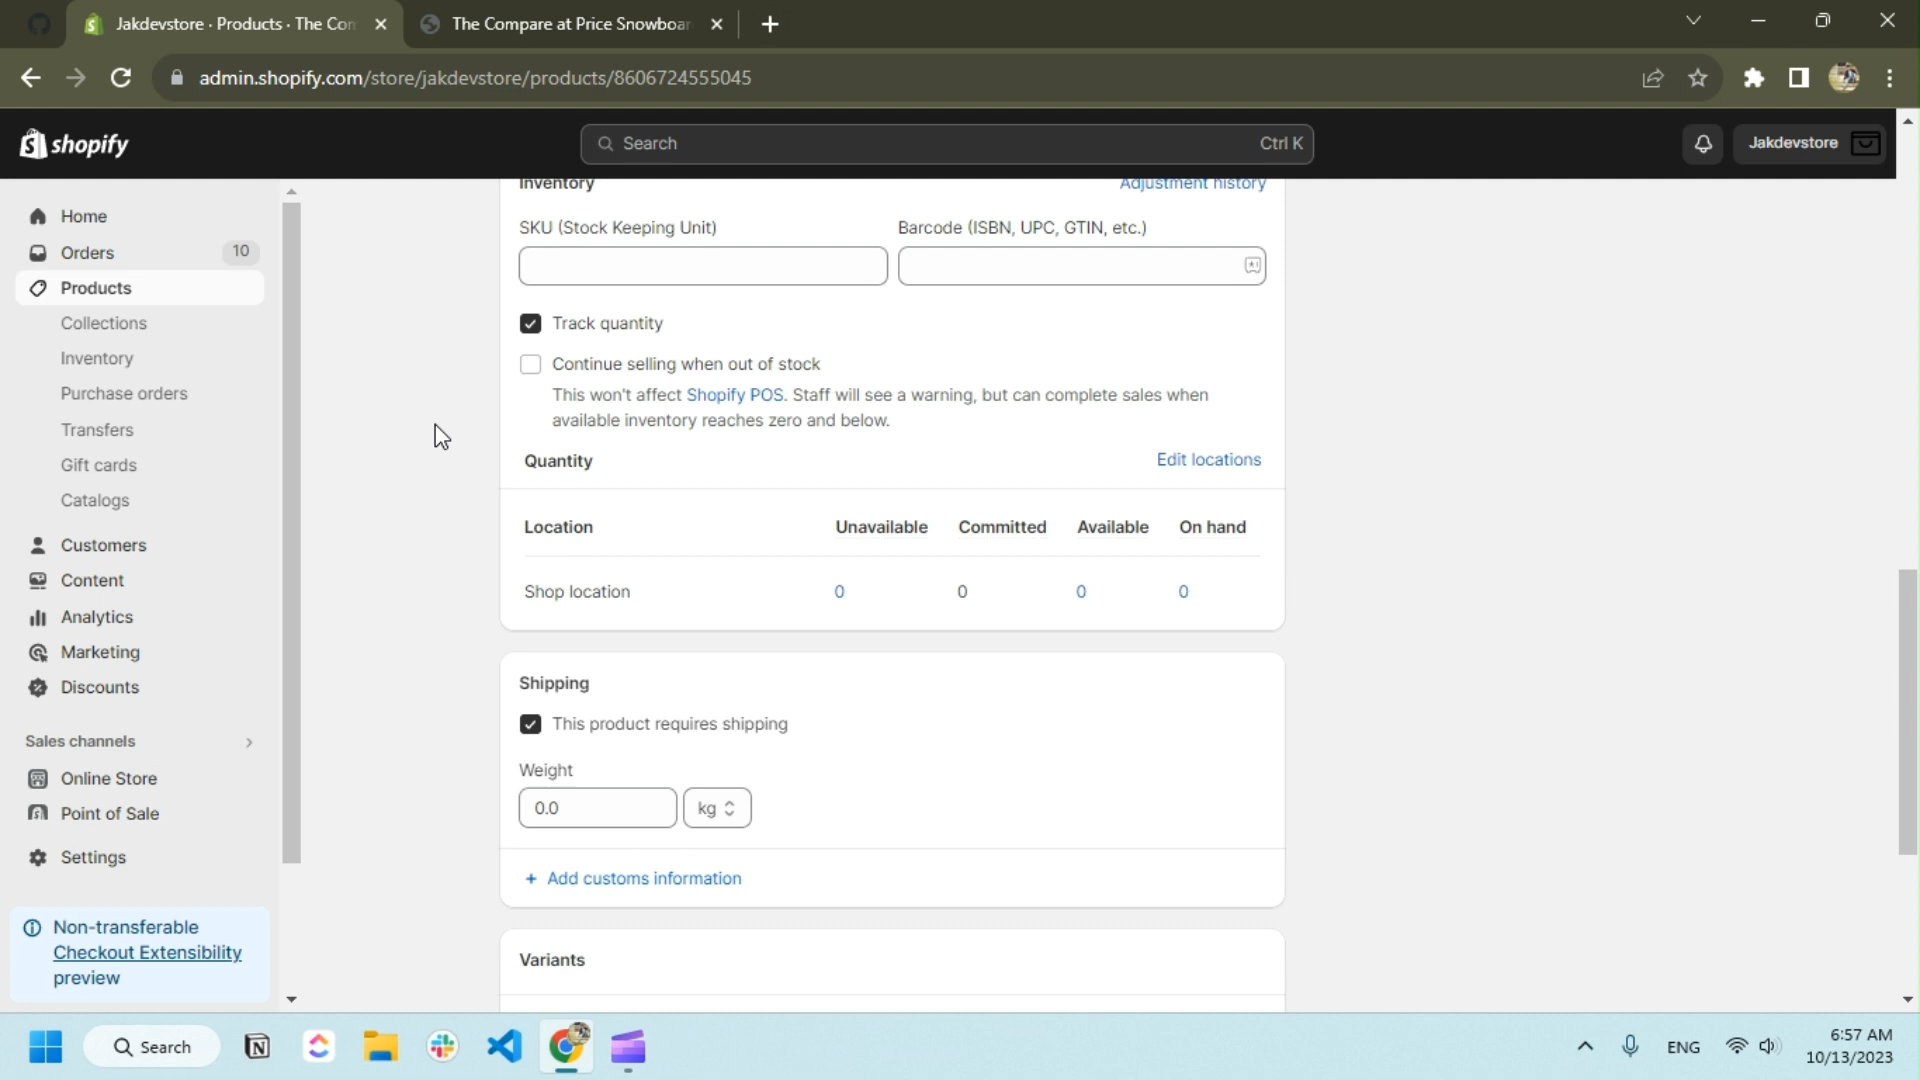 Jakdevstore · Products · The Con
The Compare at Price Snowboar
admin.shopify.com/store/jakdevstore/products/8606724555045
shopify
Search
Ctrl K
Jakdevstore
Home
Orders
10
Products
Collections
Inventory
Purchase orders
Transfers
Gift cards
Catalogs
Customers
Content
Analytics
Marketing
Discounts
Sales channels
Online Store
Point of Sale
Settings
Non-transferable
Checkout Extensibility
preview
Inventory
Adjustment history
SKU (Stock Keeping Unit)
Barcode (ISBN, UPC, GTIN, etc.)
Track quantity
Continue selling when out of stock
This won't affect Shopify POS. Staff will see a warning, but can complete sales when
available inventory reaches zero and below.
Quantity
Edit locations
Location Unavailable Committed Available On hand
Shop location 0 0 0 0
Shipping
This product requires shipping
Weight
0.0
kg
+ Add customs information
Variants
Search
ENG
6:57 AM
10/13/2023